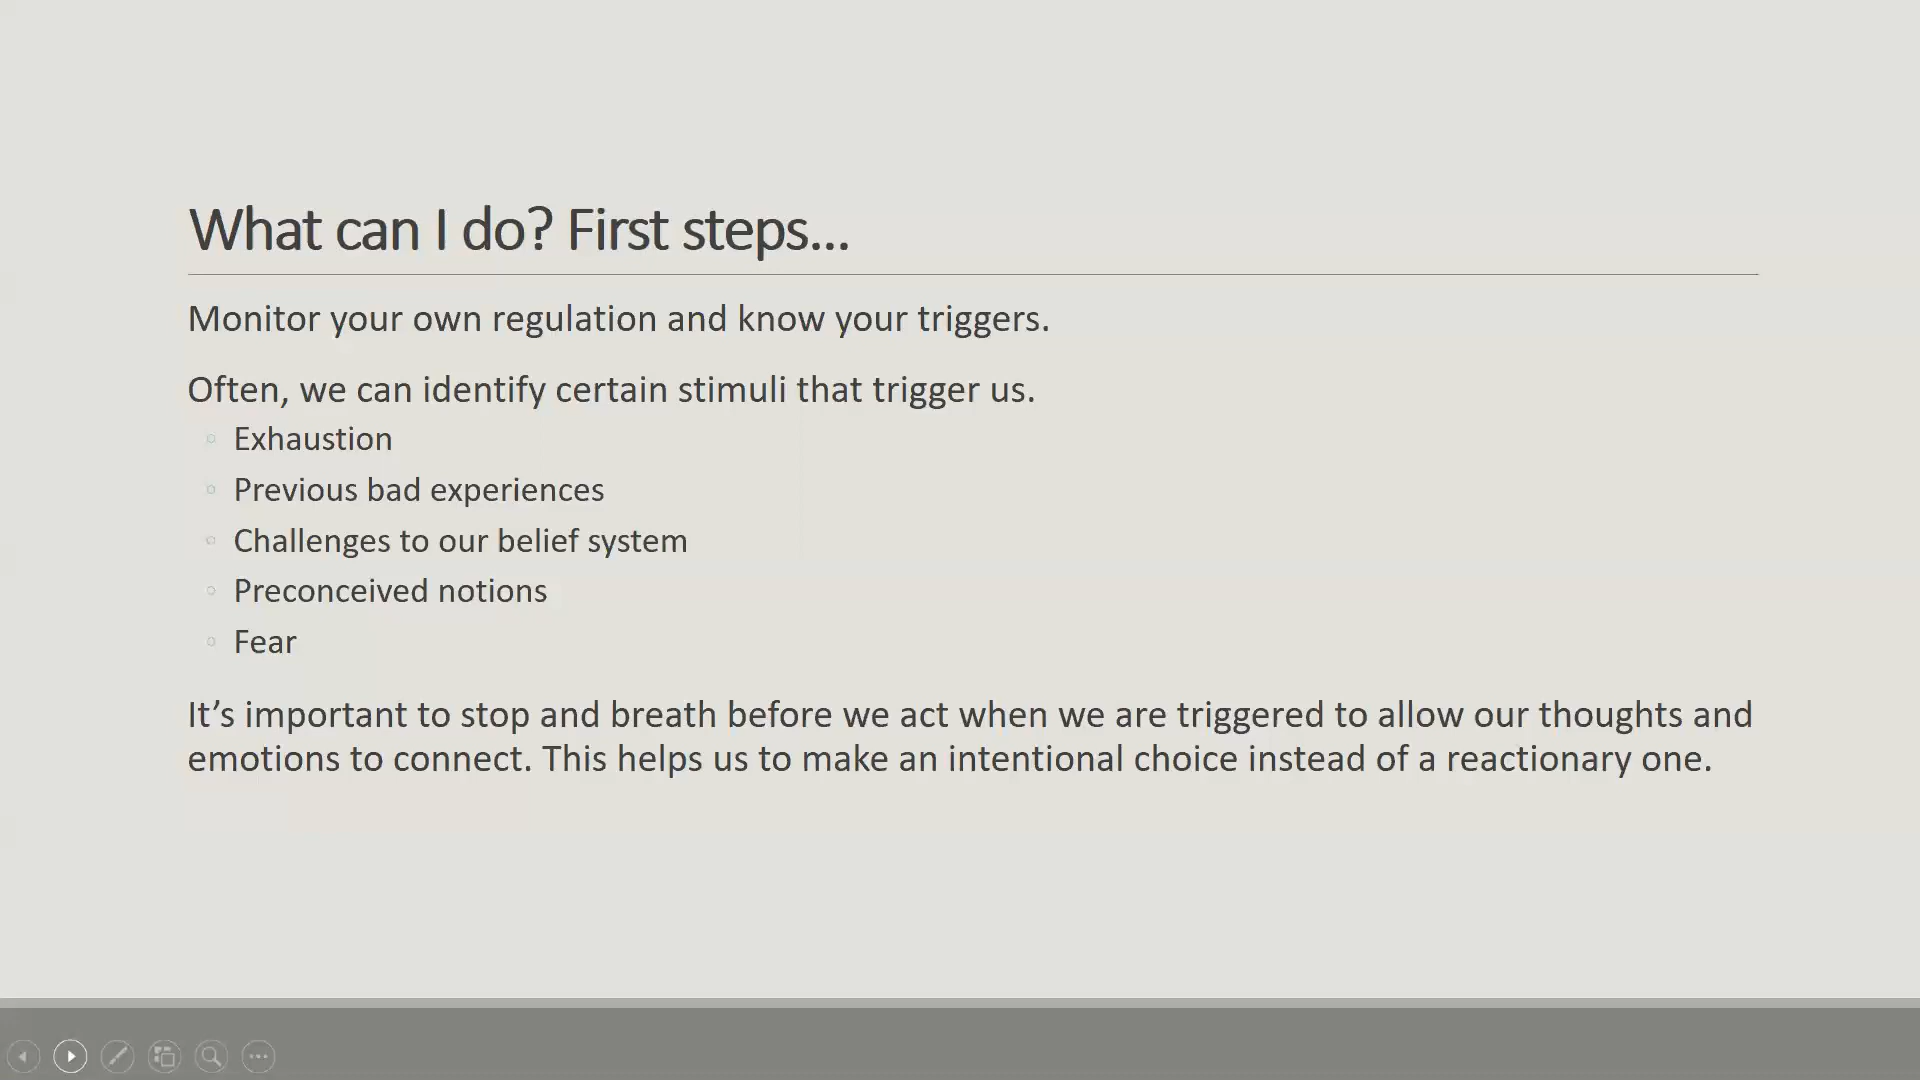 What can I do? First steps...
Monitor your own regulation and know your triggers.
Often, we can identify certain stimuli that trigger us.
Exhaustion
Previous bad experiences
Challenges to our belief system
Preconceived notions
Fear
It’s important to stop and breath before we act when we are triggered to allow our thoughts and
emotions to connect. This helps us to make an intentional choice instead of a reactionary one.